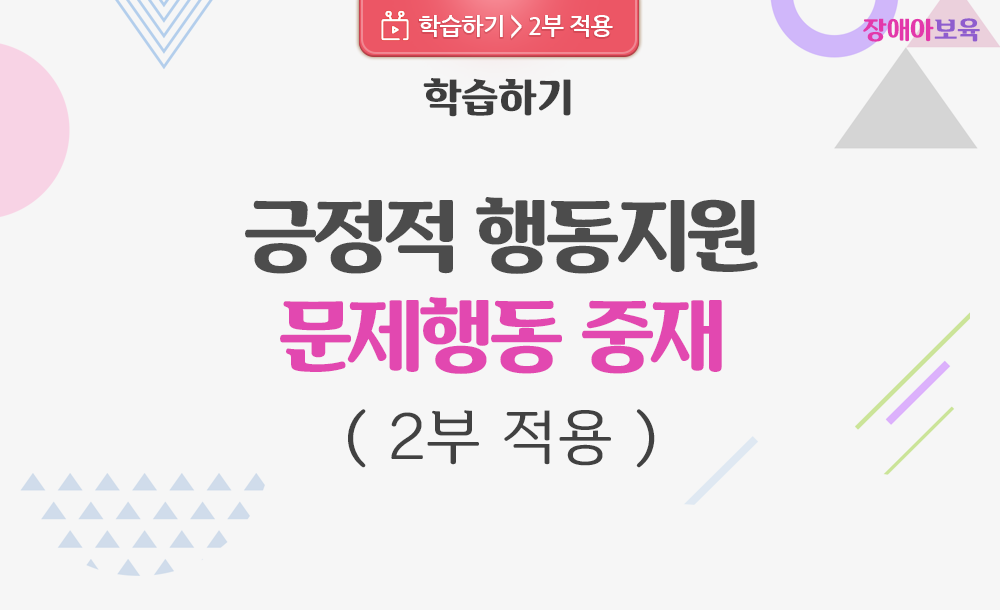 학습하기 > 2부 적용
장애아보육
학습하기
긍정적 행동지원
문제행동 중재
( 2부 적용 )